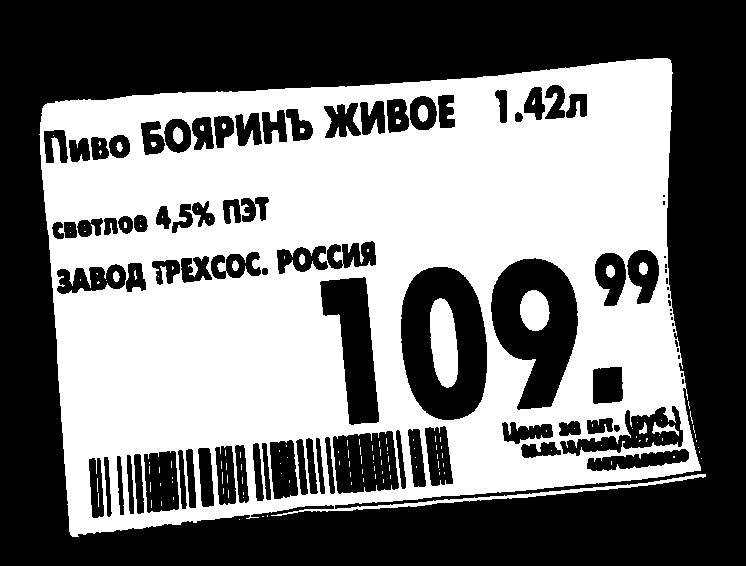 Пиво БОЯРИНЪ ЖИВОЕ 1.42л
светлое 4,5% ПЭТ
ЗАВОД ТРЕХСОС. РОССИЯ
109.99
Цена за шт. (руб.)